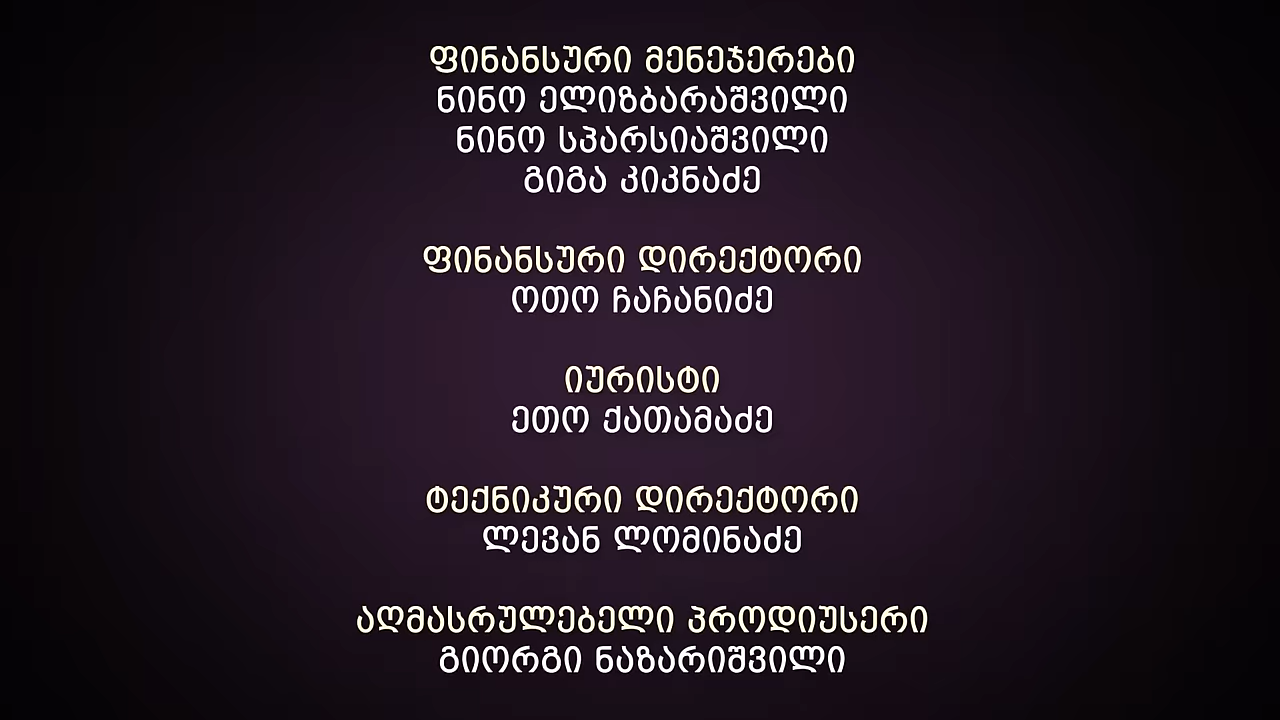 ფინანსური მენეჯერები
ნინო ელიზბარაშვილი
ნინო სპარსიაშვილი
გიგა კიკნაძე
ფინანსური დირექტორი
ოთო ჩაჩანიძე
იურისტი
ეთო ქათამაძე
ტექნიკური დირექტორი
ლევან ლომინაძე
აღმასრულებელი პროდიუსერი
გიორგი ნაზარიშვილი